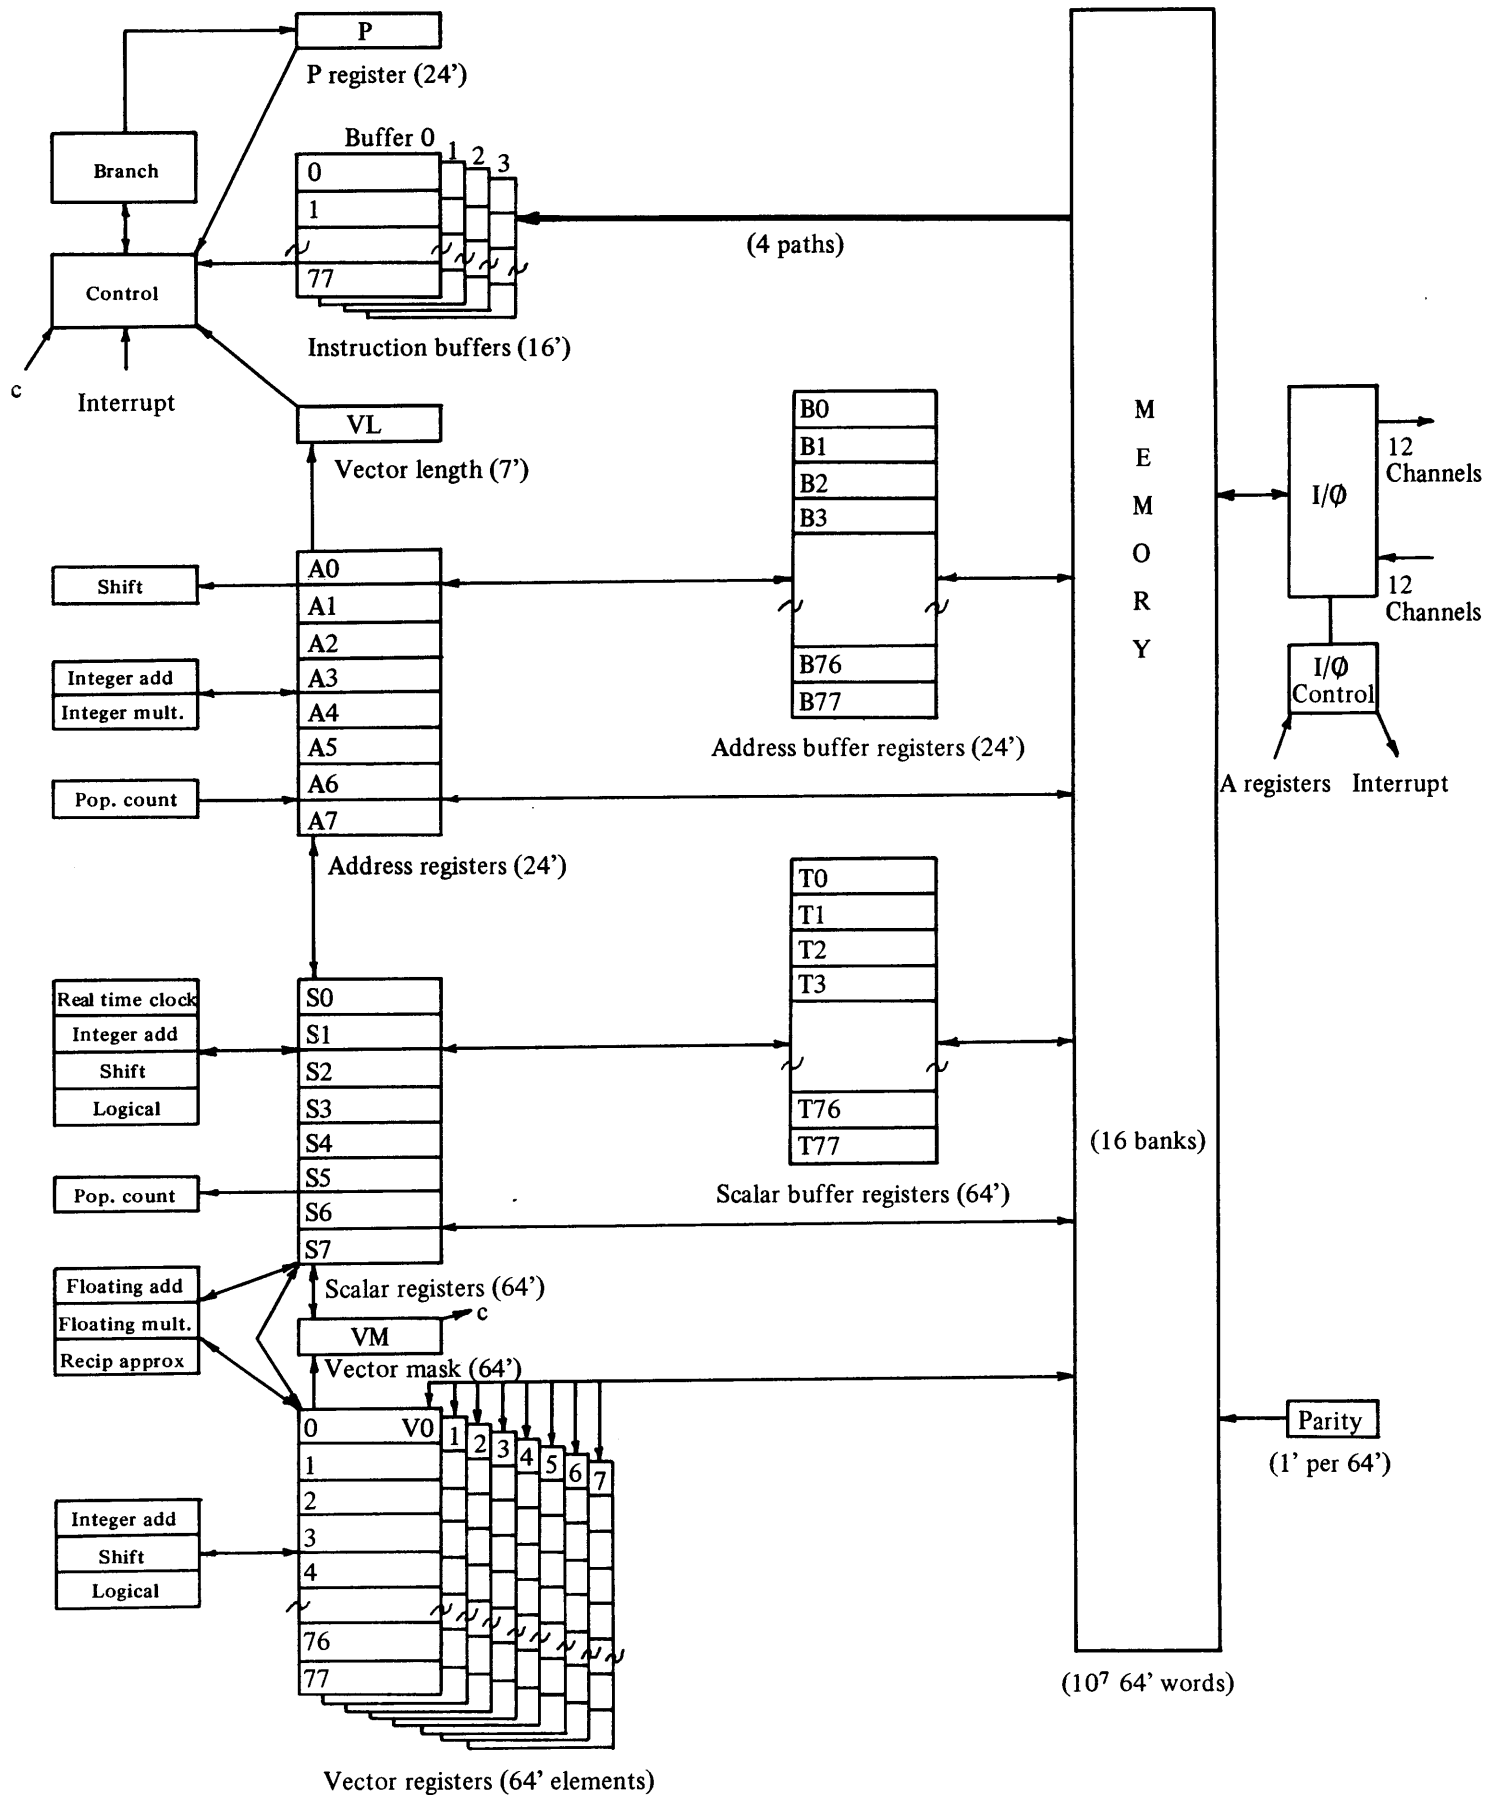 P
P register (24')
Branch
Buffer 0
1
2
3
0
1
77
(4 paths)
Control
Instruction buffers (16')
c
Interrupt
VL
Vector length (7')
B0
B1
B2
B3
B76
B77
Address buffer registers (24')
M
E
M
O
R
Y
12
Channels
I/Ø
12
Channels
I/Ø
Control
A registers
Interrupt
Shift
A0
A1
A2
A3
A4
A5
A6
A7
Integer add
Integer mult.
Pop. count
Address registers (24')
T0
T1
T2
T3
T76
T77
Scalar buffer registers (64')
(16 banks)
Real time clock
Integer add
Shift
Logical
S0
S1
S2
S3
S4
S5
S6
S7
Pop. count
Floating add
Floating mult.
Recip approx
Scalar registers (64')
VM
c
Vector mask (64')
0
V0
1
2
3
4
5
6
7
1
2
3
4
76
77
Integer add
Shift
Logical
Parity
(1' per 64')
(10⁷ 64' words)
Vector registers (64' elements)